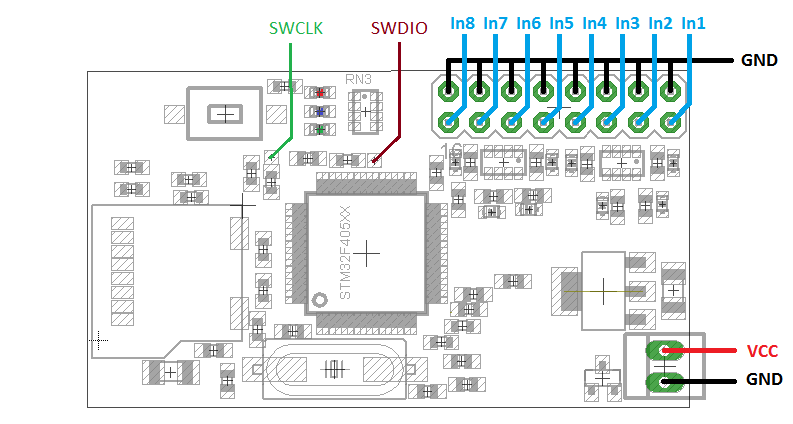 SWCLK
SWDIO
In8 In7 In6 In5 In4 In3 In2 In1
GND
RN3
16
STM32F405XX
VCC
GND